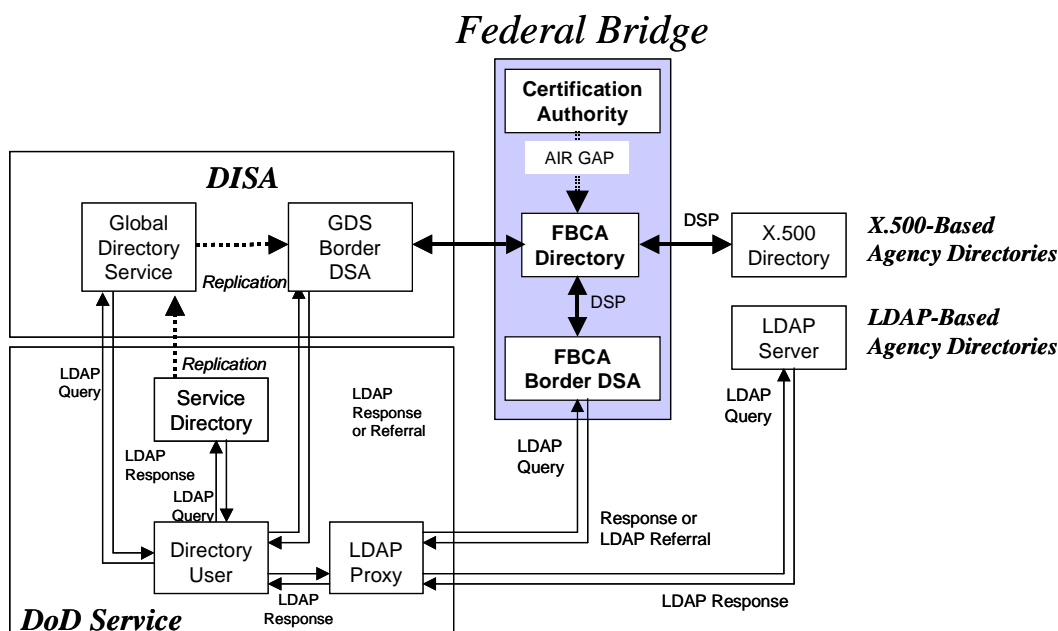 Federal Bridge
Certification
Authority
AIR GAP
DISA
Global
Directory
Service
Replication
GDS
Border
DSA
FBCA
Directory
DSP
X.500
Directory
X.500-Based
Agency Directories
DSP
LDAP
Server
LDAP-Based
Agency Directories
FBCA
Border DSA
LDAP
Query
Replication
Service
Directory
LDAP
Response
or Referral
LDAP
Query
LDAP
Query
LDAP
Response
LDAP
Query
Directory
User
LDAP
Proxy
Response or
LDAP Referral
LDAP
Response
LDAP Response
DoD Service